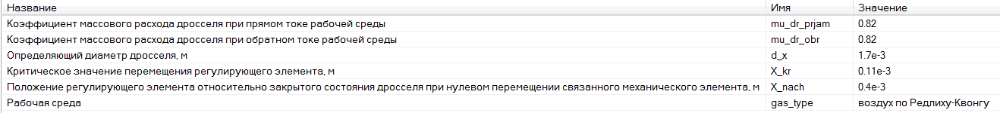 Название Имя Значение
Коэффициент массового расхода дросселя при прямом токе рабочей среды mu_dr_prjam 0.82
Коэффициент массового расхода дросселя при обратном токе рабочей среды mu_dr_obr 0.82
Определяющий диаметр дросселя, м d_x 1.7e-3
Критическое значение перемещения регулирующего элемента, м X_kr 0.11e-3
Положение регулирующего элемента относительно закрытого состояния дросселя при нулевом перемещении связанного механического элемента, м X_nach 0.4e-3
Рабочая среда gas_type воздух по Редлиху-Квонгу